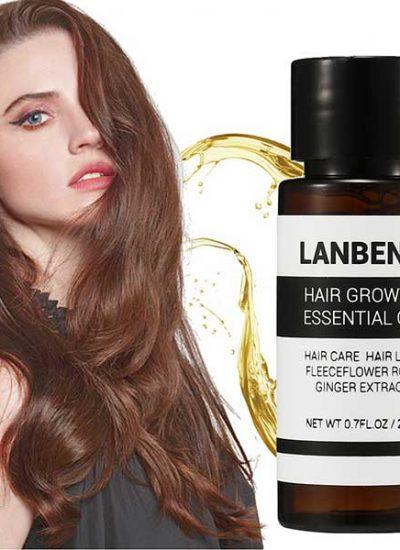 LANBEN
HAIR GROW
ESSENTIAL O
HAIR CARE HAIR L
FLEECEFLOWER RO
GINGER EXTRAC
NET WT 0.7FL.OZ / 2